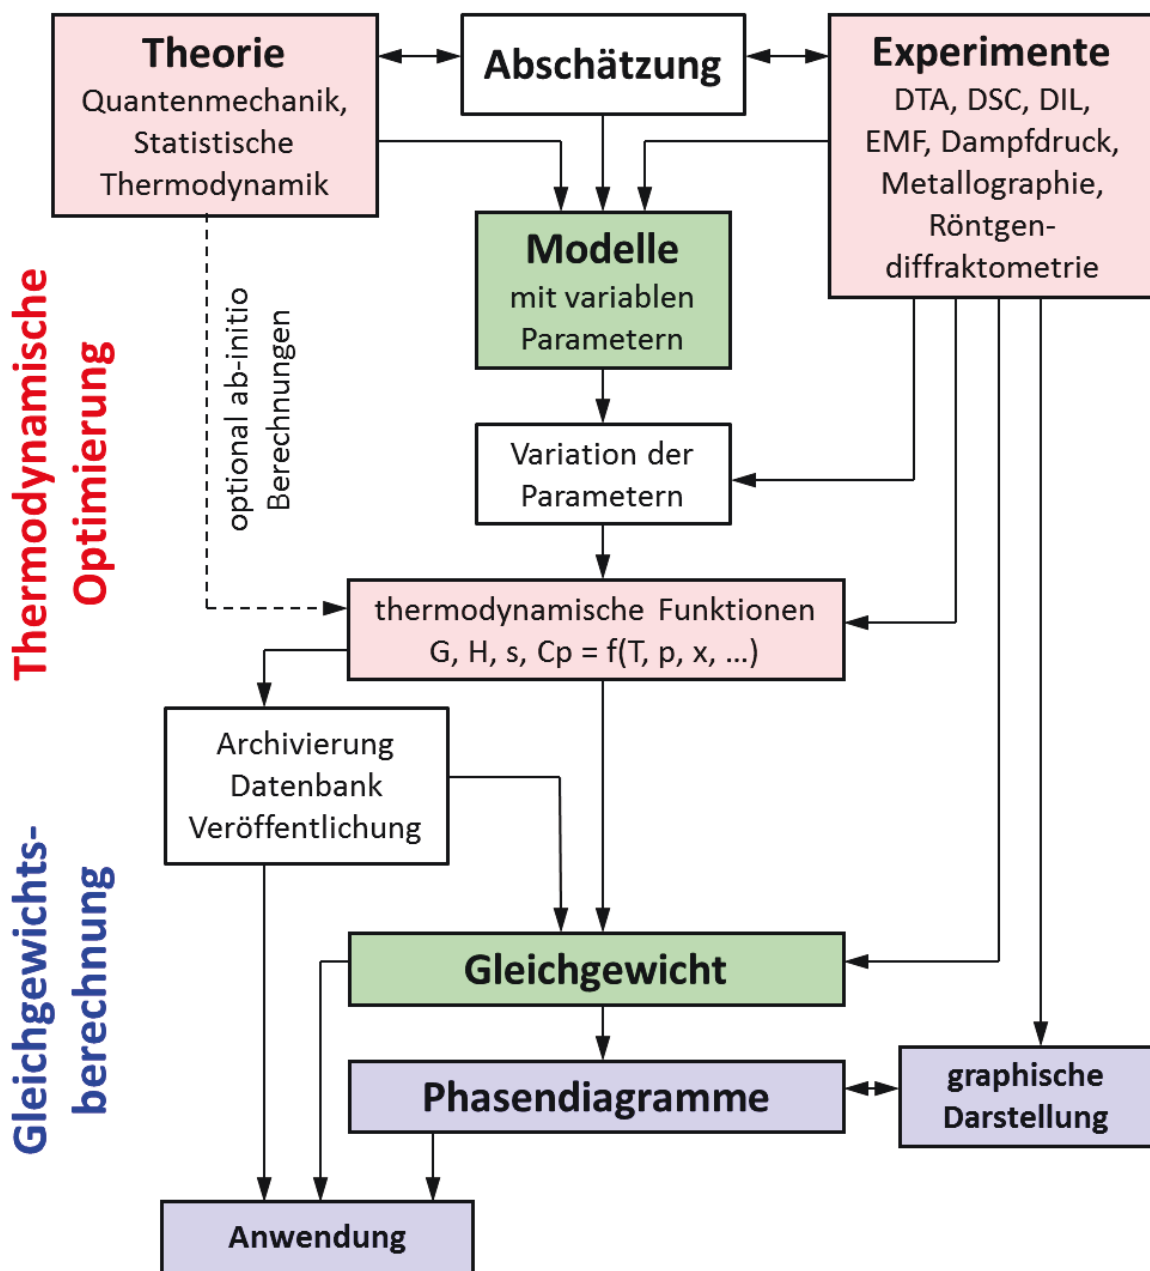 Theorie
Quantenmechanik,
Statistische
Thermodynamik
Abschätzung
Experimente
DTA, DSC, DIL,
EMF, Dampfdruck,
Metallographie,
Röntgen-
diffraktometrie
Modelle
mit variablen
Parametern
Thermodynamische
Optimierung
optional ab-initio
Berechnungen
Variation der
Parametern
thermodynamische Funktionen
G, H, s, Cp = f(T, p, x, ...)
Archivierung
Datenbank
Veröffentlichung
Gleichgewichts-
berechnung
Gleichgewicht
Phasendiagramme
graphische
Darstellung
Anwendung